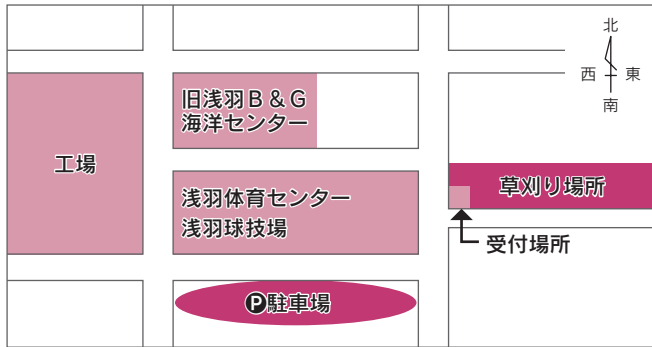 北
西 東
南
旧浅羽B&G
海洋センター
工場
浅羽体育センター
浅羽球技場
草刈り場所
受付場所
P駐車場